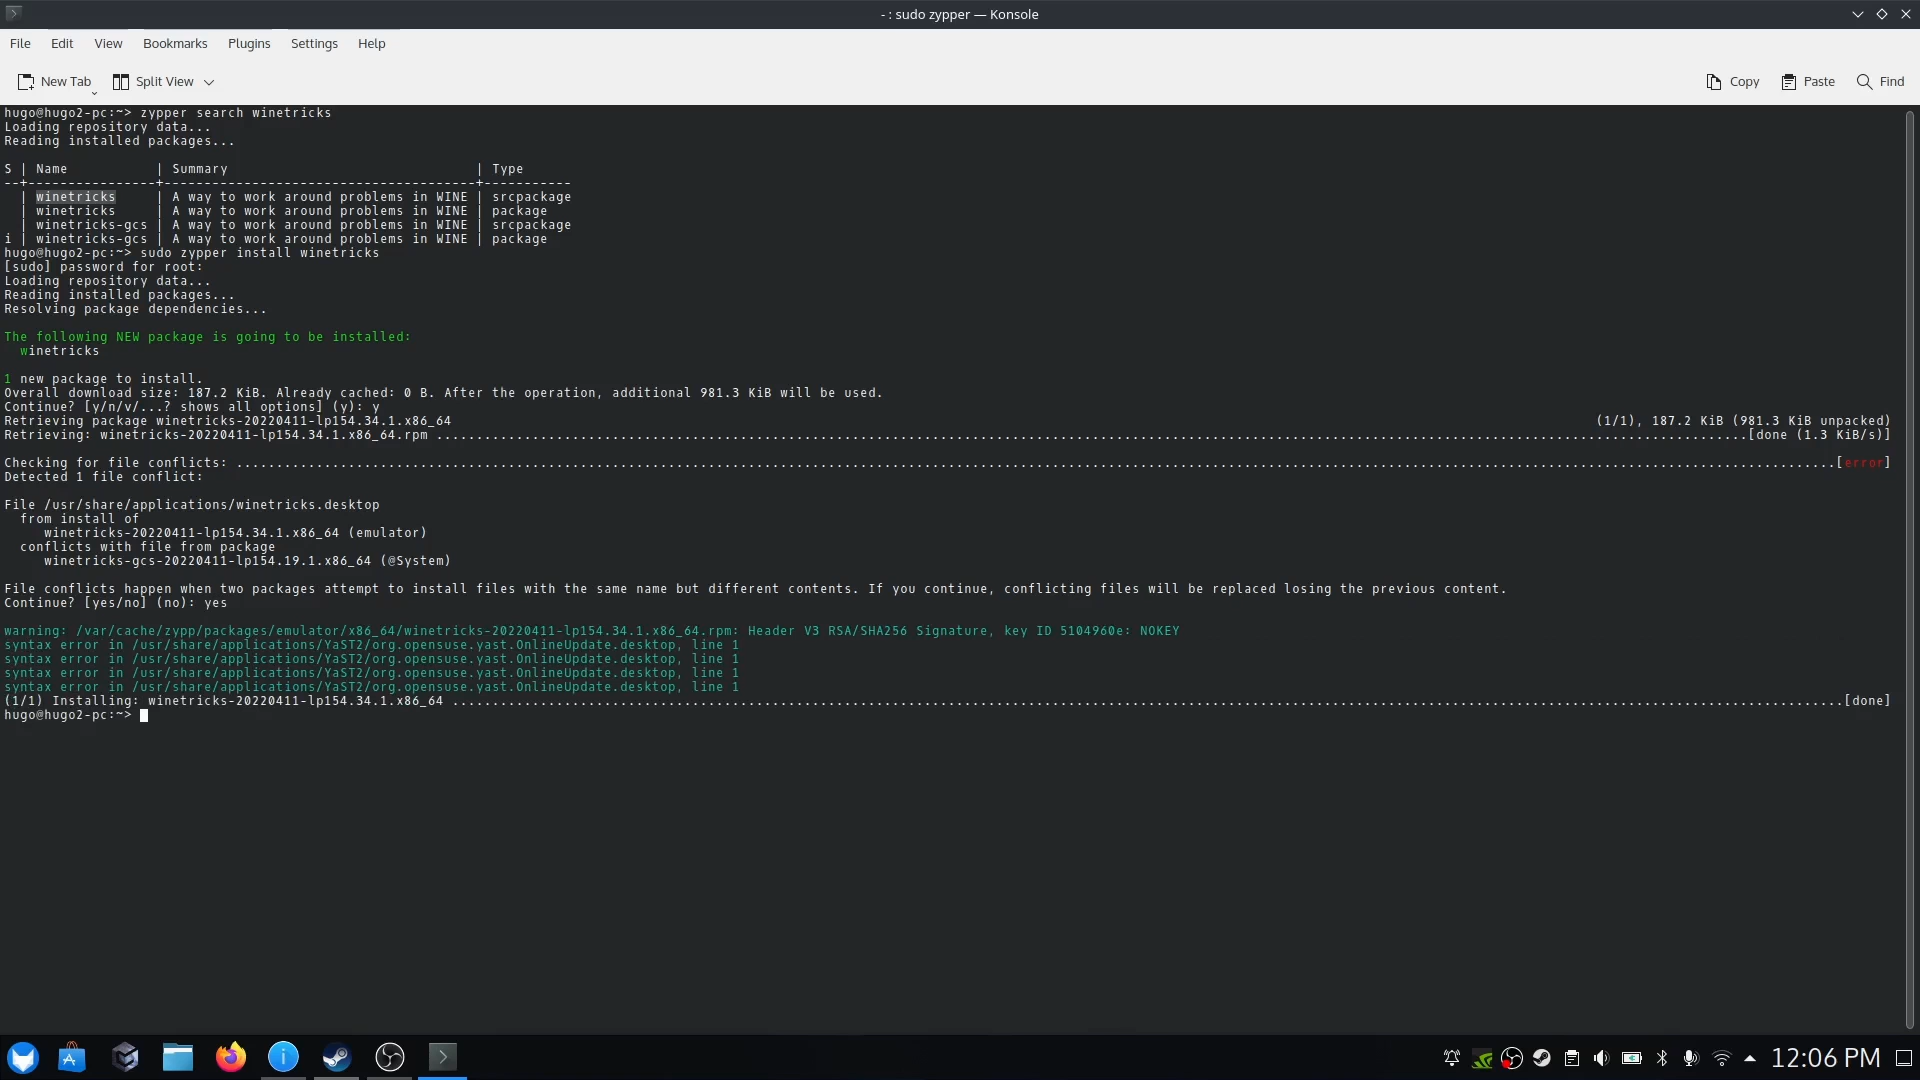 - : sudo zypper — Konsole
File Edit View Bookmarks Plugins Settings Help
New Tab Split View Copy Paste Find
hugo@hugo2-pc:~> zypper search winetricks
Loading repository data...
Reading installed packages...
S | Name | Summary | Type
--+----------------+---------------------------------------+-----------
| winetricks | A way to work around problems in WINE | srcpackage
| winetricks | A way to work around problems in WINE | package
| winetricks-gcs | A way to work around problems in WINE | srcpackage
i | winetricks-gcs | A way to work around problems in WINE | package
hugo@hugo2-pc:~> sudo zypper install winetricks
[sudo] password for root:
Loading repository data...
Reading installed packages...
Resolving package dependencies...
The following NEW package is going to be installed:
winetricks
1 new package to install.
Overall download size: 187.2 KiB. Already cached: 0 B. After the operation, additional 981.3 KiB will be used.
Continue? [y/n/v/...? shows all options] (y): y
Retrieving package winetricks-20220411-lp154.34.1.x86_64 (1/1), 187.2 KiB (981.3 KiB unpacked)
Retrieving: winetricks-20220411-lp154.34.1.x86_64.rpm ....................[done (1.3 KiB/s)]
Checking for file conflicts: ....................[error]
Detected 1 file conflict:
File /usr/share/applications/winetricks.desktop
from install of
winetricks-20220411-lp154.34.1.x86_64 (emulator)
conflicts with file from package
winetricks-gcs-20220411-lp154.19.1.x86_64 (@System)
File conflicts happen when two packages attempt to install files with the same name but different contents. If you continue, conflicting files will be replaced losing the previous content.
Continue? [yes/no] (no): yes
warning: /var/cache/zypp/packages/emulator/x86_64/winetricks-20220411-lp154.34.1.x86_64.rpm: Header V3 RSA/SHA256 Signature, key ID 5104960e: NOKEY
syntax error in /usr/share/applications/YaST2/org.opensuse.yast.OnlineUpdate.desktop, line 1
syntax error in /usr/share/applications/YaST2/org.opensuse.yast.OnlineUpdate.desktop, line 1
syntax error in /usr/share/applications/YaST2/org.opensuse.yast.OnlineUpdate.desktop, line 1
syntax error in /usr/share/applications/YaST2/org.opensuse.yast.OnlineUpdate.desktop, line 1
(1/1) Installing: winetricks-20220411-lp154.34.1.x86_64 ....................[done]
hugo@hugo2-pc:~>
12:06 PM